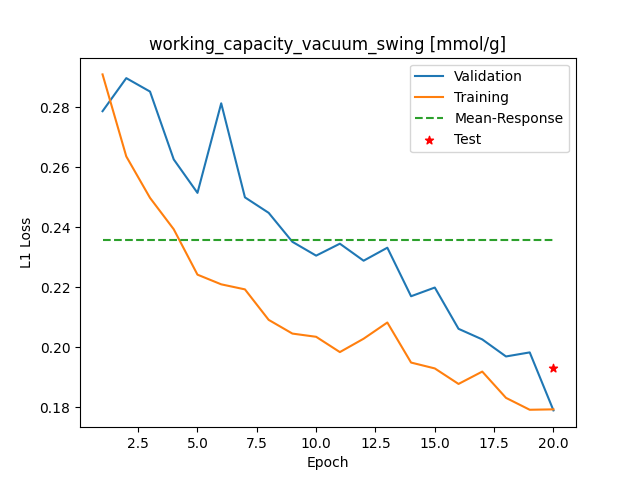 working_capacity_vacuum_swing [mmol/g]
Validation
Training
Mean-Response
Test
L1 Loss
0.28
0.26
0.24
0.22
0.20
0.18
2.5 5.0 7.5 10.0 12.5 15.0 17.5 20.0
Epoch